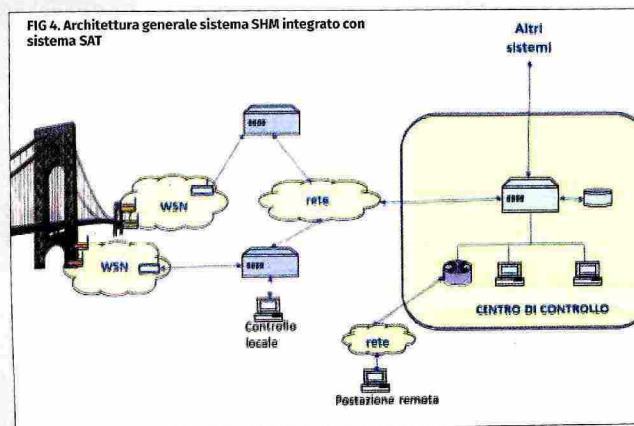 FIG 4. Architettura generale sistema SHM integrato con
sistema SAT
Altri
sistemi
WSN
rete
WSN
Controllo
locale
CENTRO DI CONTROLLO
rete
Postazione remota